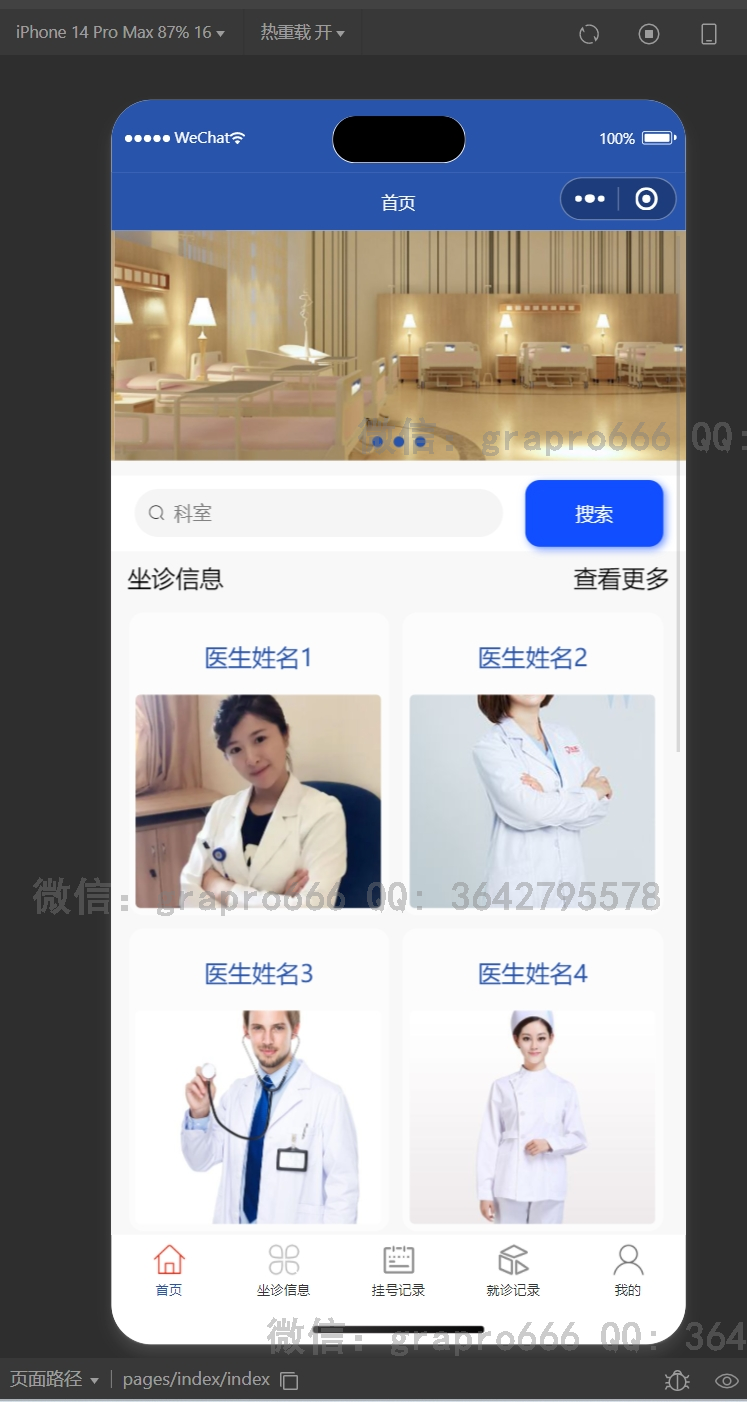 iPhone 14 Pro Max 87% 16 热重载 开
WeChat 100%
首页
微信: grapro666 QQ:
科室 搜索
坐诊信息 查看更多
医生姓名1 医生姓名2
微信: grapro666 QQ: 3642795578
医生姓名3 医生姓名4
首页 坐诊信息 挂号记录 就诊记录 我的
微信: grapro666 QQ: 364
页面路径 pages/index/index